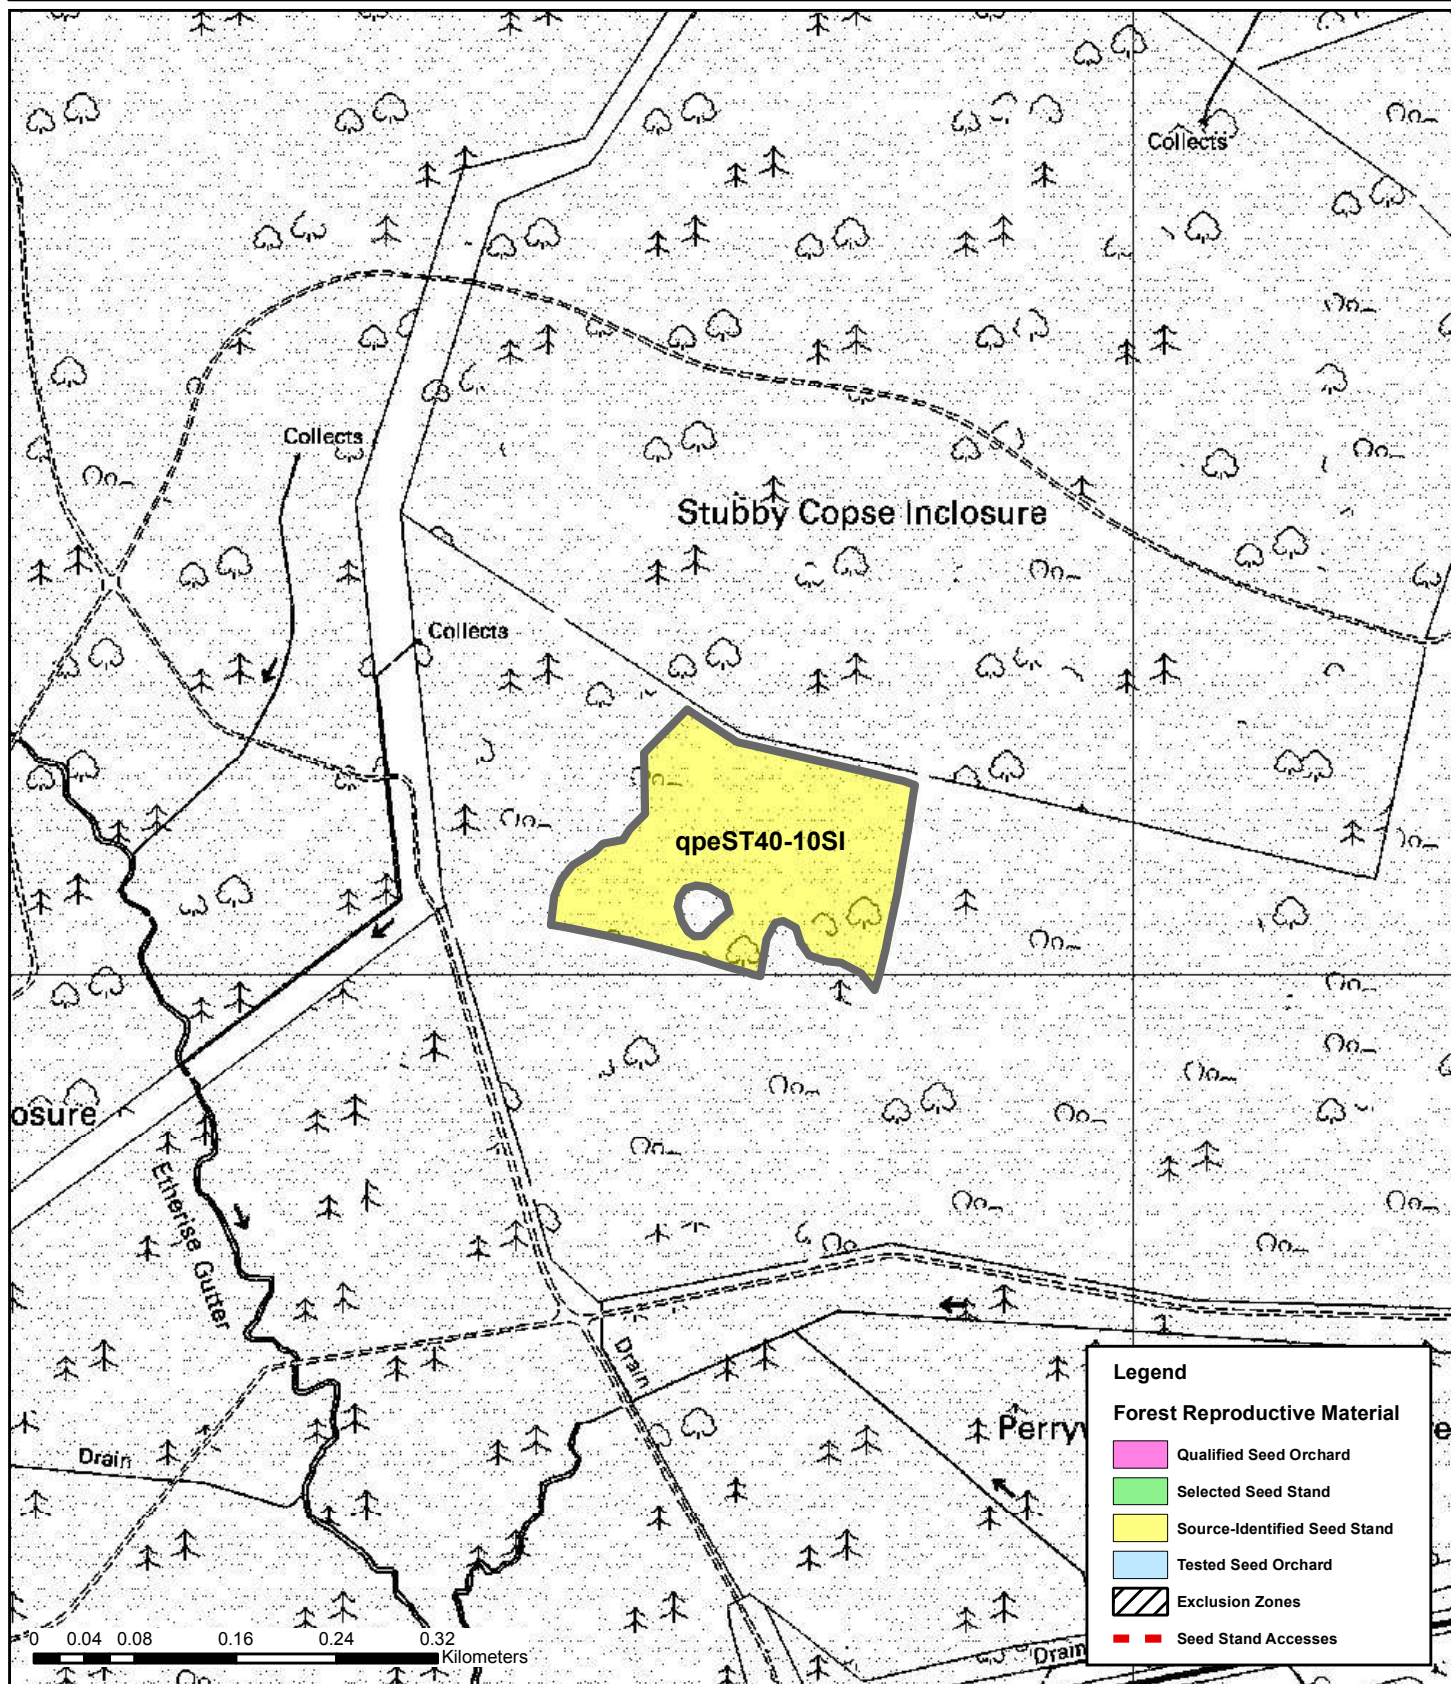 Collects
Collects
Stubby Copse Inclosure
Collects
qpeST40-10SI
osure
Etherise Gutter
Drain
Drain
Perry
e
Drain
Legend
Forest Reproductive Material
Qualified Seed Orchard
Selected Seed Stand
Source-Identified Seed Stand
Tested Seed Orchard
Exclusion Zones
Seed Stand Accesses
0 0.04 0.08 0.16 0.24 0.32
Kilometers